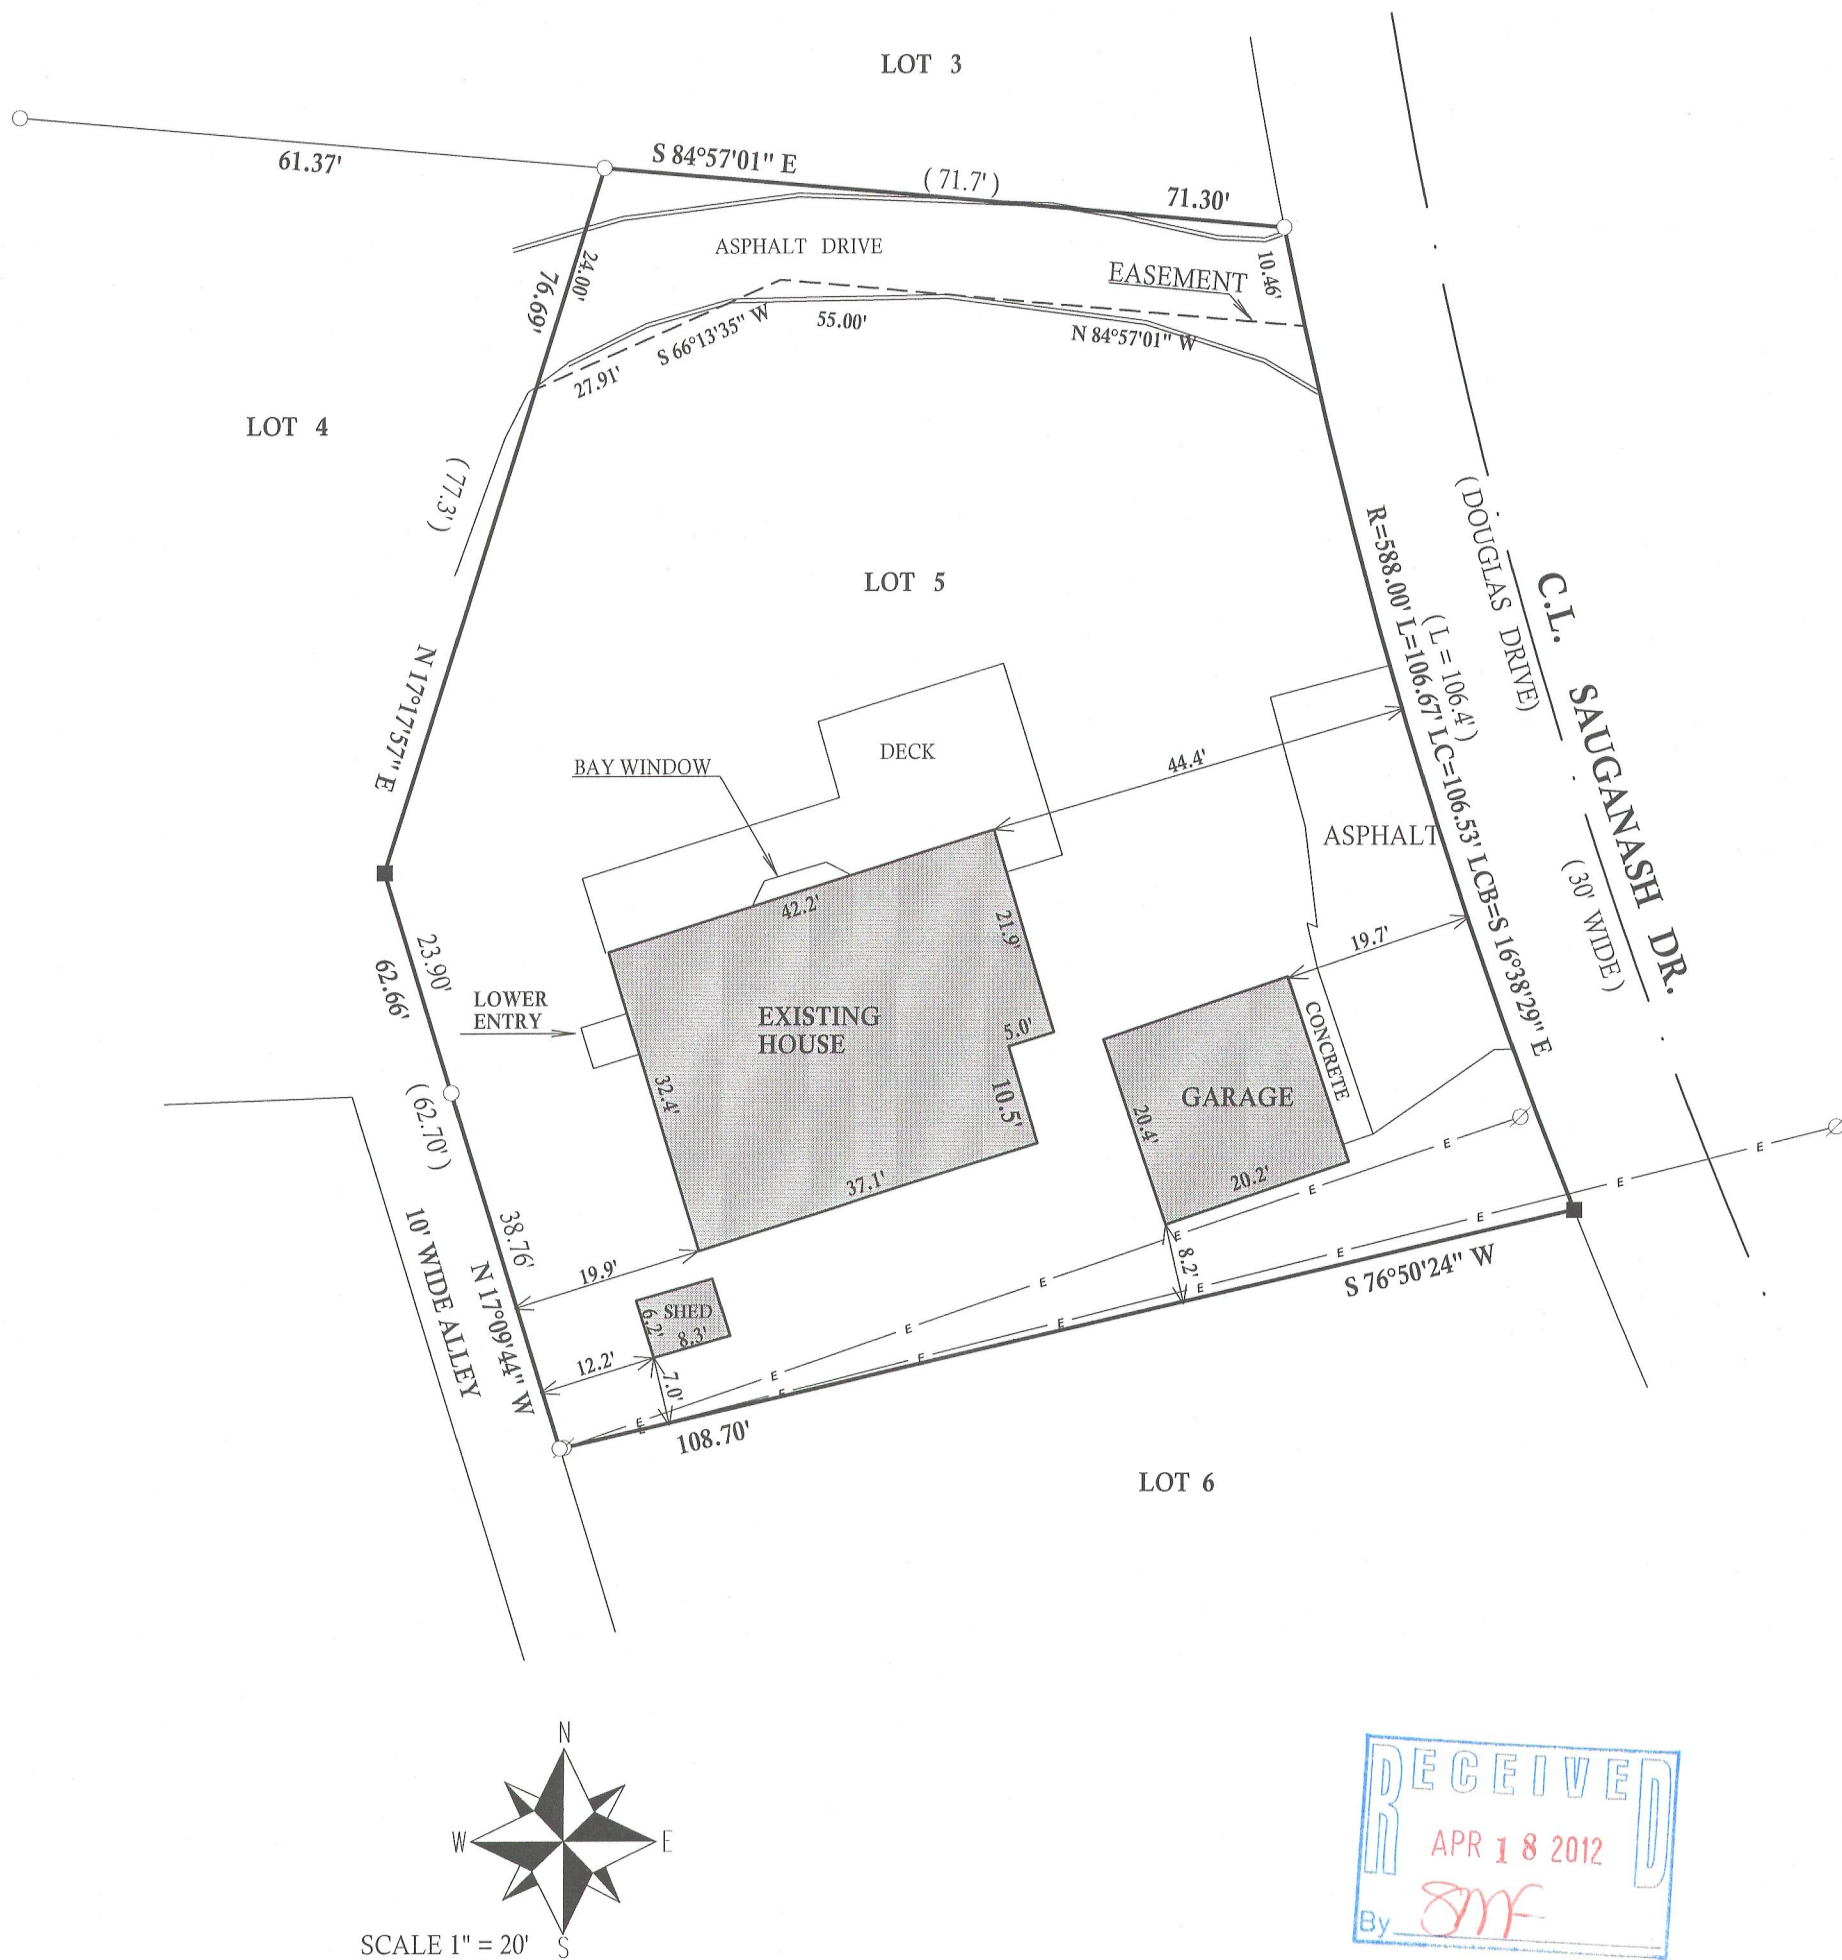 LOT 3
61.37'
S 84°57'01" E
( 71.7' )
71.30'
ASPHALT DRIVE
24.00'
76.69'
EASEMENT
10.46'
S 66°13'35" W
55.00'
N 84°57'01" W
27.91'
LOT 4
( 77.3' )
LOT 5
N 17°17'57" E
R=588.00' L=106.67' LC=106.53' LCB=S 16°38'29" E
( L = 106.4' )
( DOUGLAS DRIVE)
C.L. SAUGANASH DR.
( 30' WIDE )
BAY WINDOW
DECK
44.4'
ASPHALT
42.2'
21.9'
19.7'
23.90'
62.66'
LOWER
ENTRY
EXISTING
HOUSE
5.0'
CONCRETE
32.4'
10.5'
GARAGE
20.4'
( 62.70' )
37.1'
20.2'
10' WIDE ALLEY
38.76'
N 17°09'44" W
19.9'
8.2'
S 76°50'24" W
SHED
6.2'
8.3'
12.2'
7.0'
E E E E E E E
E E E E E E E E E
108.70'
LOT 6
N
W E
S
SCALE 1" = 20'
RECEIVED
APR 18 2012
By SMF